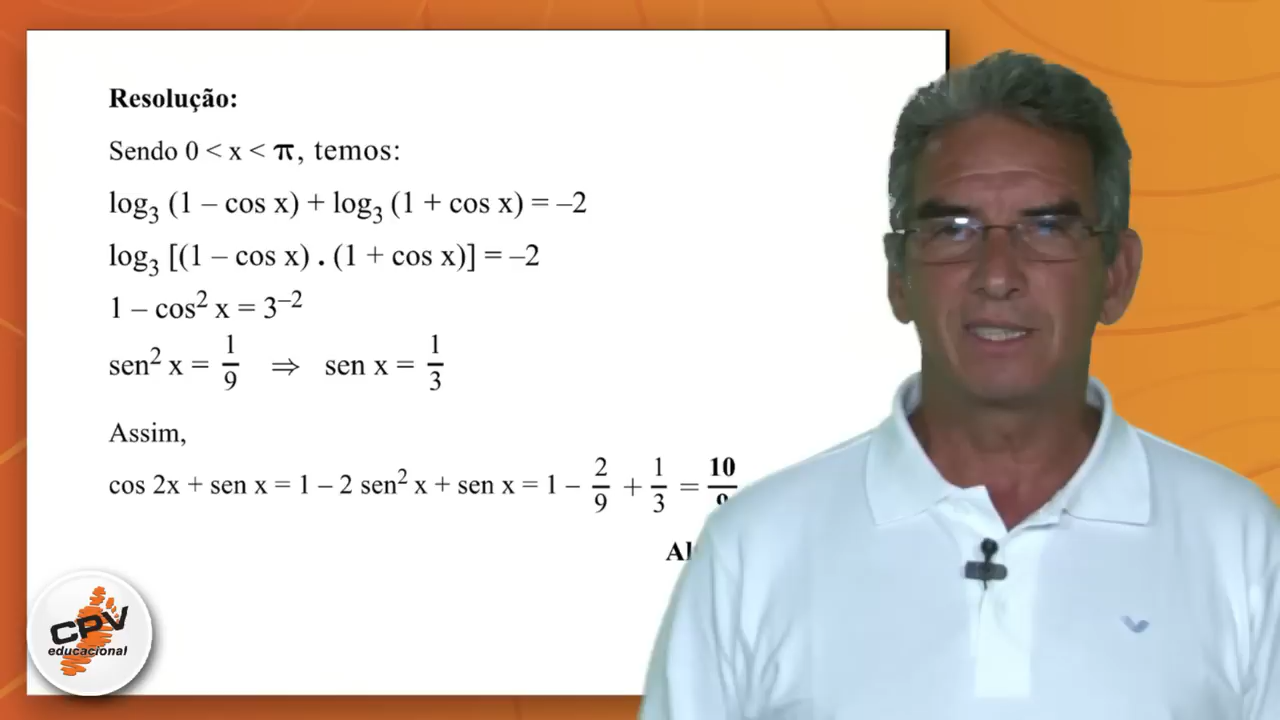 Resolução:
Sendo 0 < x < π, temos:
log₃ (1 – cos x) + log₃ (1 + cos x) = –2
log₃ [(1 – cos x) . (1 + cos x)] = –2
1 – cos² x = 3⁻²
sen² x = 1/9 ⇒ sen x = 1/3
Assim,
cos 2x + sen x = 1 – 2 sen² x + sen x = 1 – 2/9 + 1/3 = 10/9
CPV
educacional